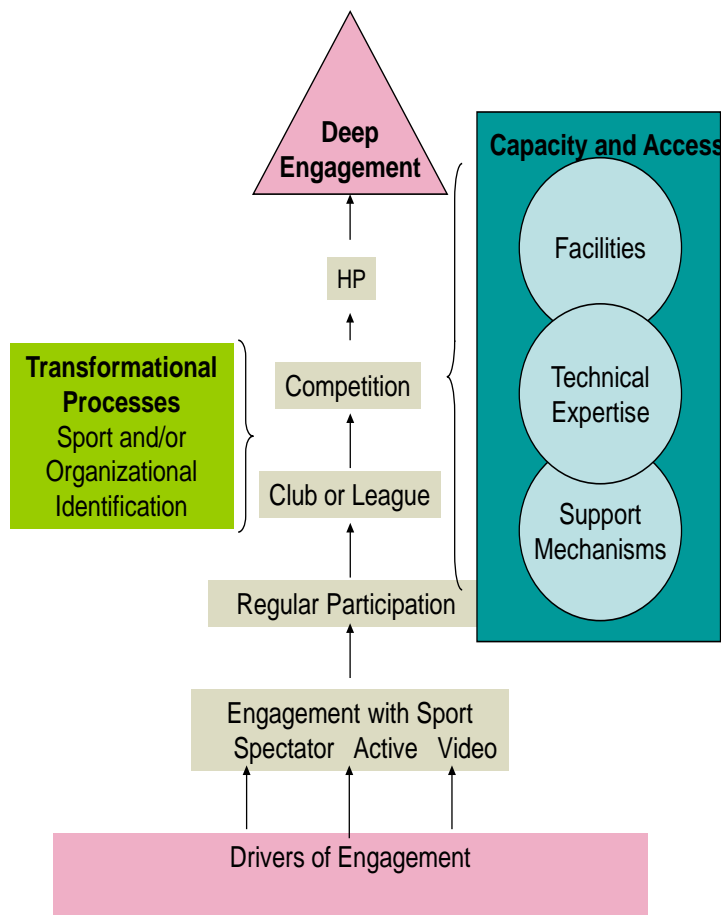 Deep
Engagement
Capacity and Access
Facilities
HP
Transformational
Processes
Sport and/or
Organizational
Identification
Competition
Technical
Expertise
Club or League
Support
Mechanisms
Regular Participation
Engagement with Sport
Spectator Active Video
Drivers of Engagement